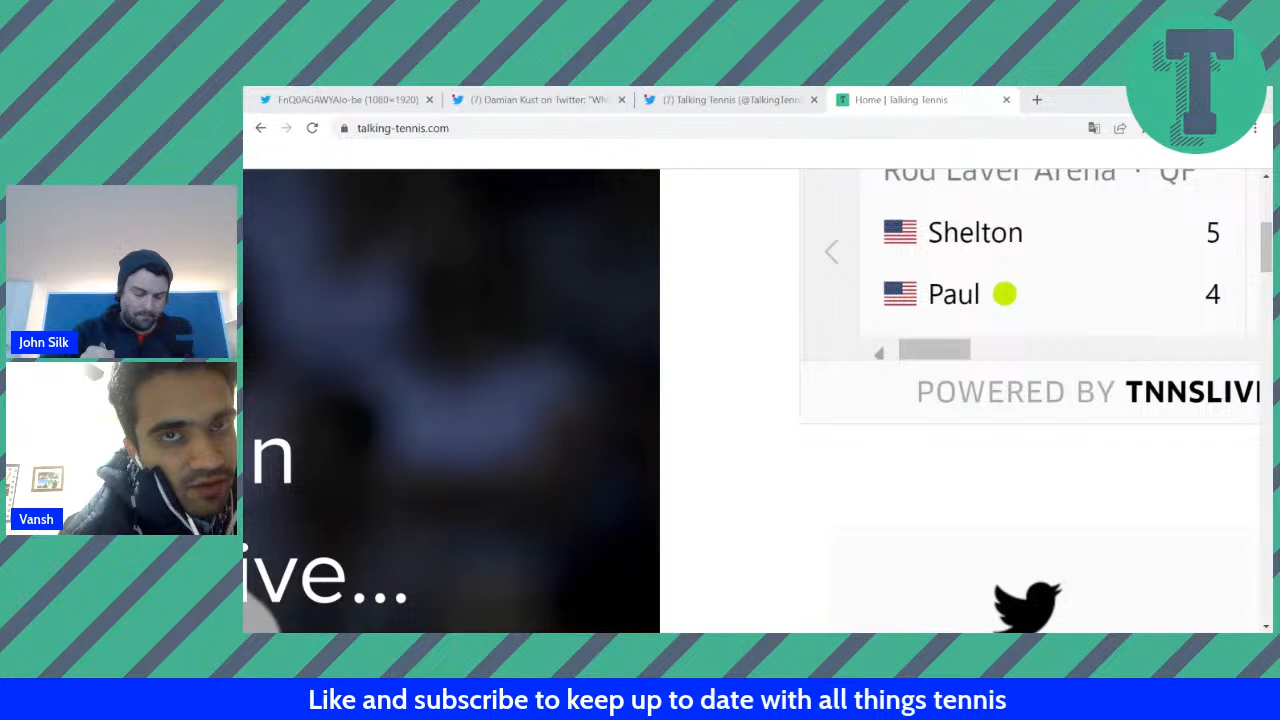 T
FnQ0AGAWYAIo-be (1080×1920)
(7) Damian Kust on Twitter: "Wh
(7) Talking Tennis (@TalkingTenn
Home | Talking Tennis
talking-tennis.com
Rod Laver Arena · QF
Shelton 5
Paul 4
POWERED BY TNNSLIV
n
ive...
John Silk
Vansh
Like and subscribe to keep up to date with all things tennis